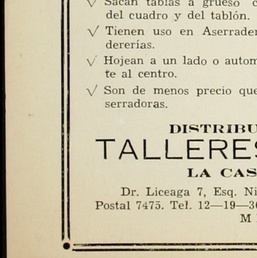 √ Sacan tablas a grueso
del cuadro y del tablón.
√ Tienen uso en Aserrader
dererías.
√ Hojean a un lado o autom
te al centro.
√ Son de menos precio que
serradoras.
DISTRIBU
TALLERES
LA CAS
Dr. Liceaga 7, Esq. Ni
Postal 7475. Tel. 12—19—36
M